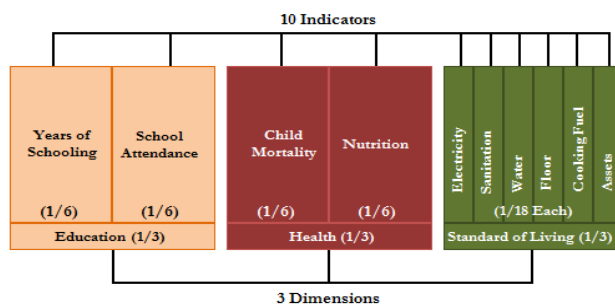 10 Indicators
Years of
Schooling
School
Attendance
Child
Mortality
Nutrition
Electricity
Sanitation
Water
Floor
Cooking Fuel
Assets
(1/6)
(1/6)
(1/6)
(1/6)
(1/18 Each)
Education (1/3)
Health (1/3)
Standard of Living (1/3)
3 Dimensions